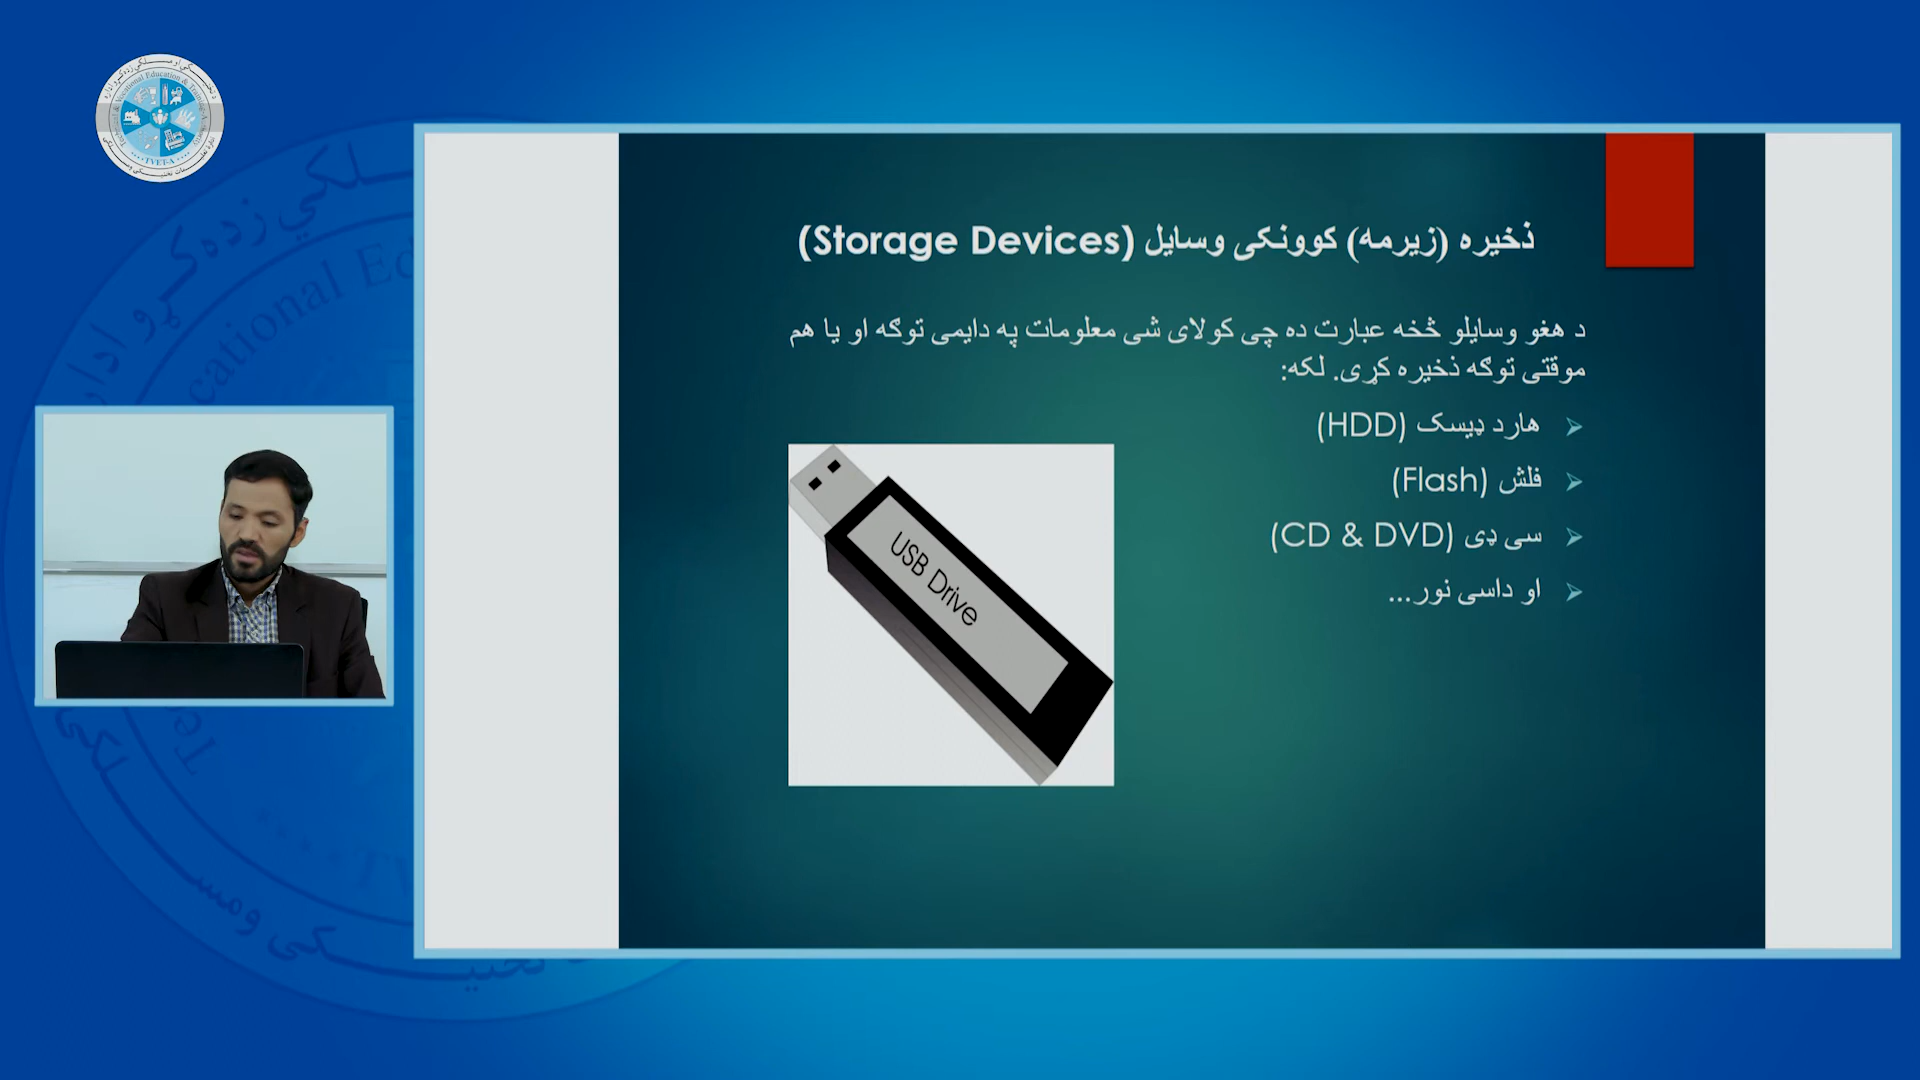 ذخیره (زیرمه) کوونکی وسایل (Storage Devices)
د هغو وسایلو څخه عبارت ده چی کولای شی معلومات په دایمی توګه او یا هم
موقتی توګه ذخیره کړی. لکه:
هارد ډیسک (HDD)
فلش (Flash)
سی ډی (CD & DVD)
او داسی نور...
USB Drive
TVET-A